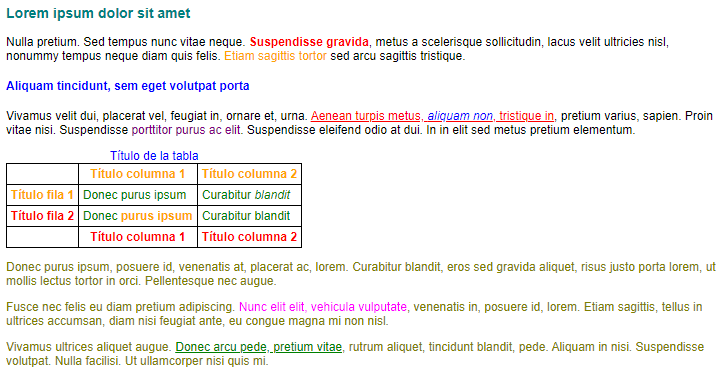 Lorem ipsum dolor sit amet
Nulla pretium. Sed tempus nunc vitae neque. Suspendisse gravida, metus a scelerisque sollicitudin, lacus velit ultricies nisl,
nonummy tempus neque diam quis felis. Etiam sagittis tortor sed arcu sagittis tristique.
Aliquam tincidunt, sem eget volutpat porta
Vivamus velit dui, placerat vel, feugiat in, ornare et, urna. Aenean turpis metus, aliquam non, tristique in, pretium varius, sapien. Proin
vitae nisi. Suspendisse porttitor purus ac elit. Suspendisse eleifend odio at dui. In in elit sed metus pretium elementum.
Título de la tabla
Título columna 1 Título columna 2
Título fila 1 Donec purus ipsum Curabitur blandit
Título fila 2 Donec purus ipsum Curabitur blandit
Título columna 1 Título columna 2
Donec purus ipsum, posuere id, venenatis at, placerat ac, lorem. Curabitur blandit, eros sed gravida aliquet, risus justo porta lorem, ut
mollis lectus tortor in orci. Pellentesque nec augue.
Fusce nec felis eu diam pretium adipiscing. Nunc elit elit, vehicula vulputate, venenatis in, posuere id, lorem. Etiam sagittis, tellus in
ultrices accumsan, diam nisi feugiat ante, eu congue magna mi non nisl.
Vivamus ultrices aliquet augue. Donec arcu pede, pretium vitae, rutrum aliquet, tincidunt blandit, pede. Aliquam in nisi. Suspendisse
volutpat. Nulla facilisi. Ut ullamcorper nisi quis mi.